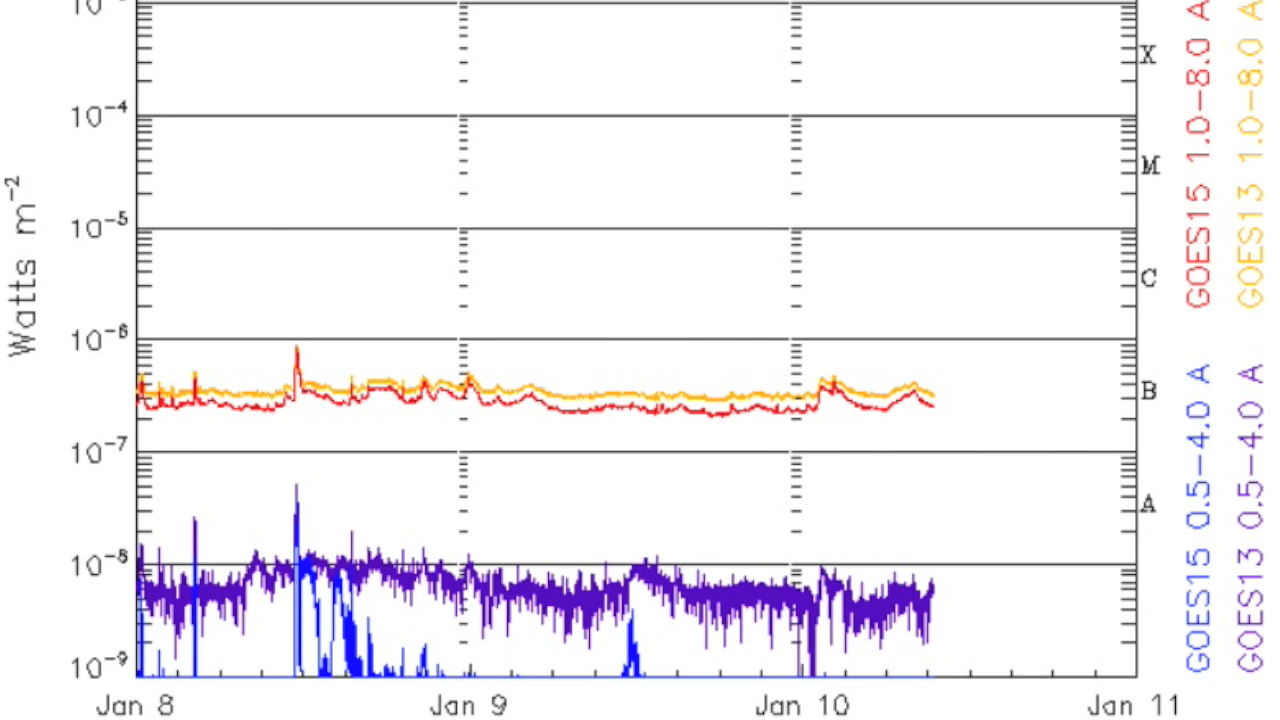 10⁻⁴
10⁻⁵
10⁻⁶
10⁻⁷
10⁻⁸
10⁻⁹
Watts m⁻²
X
M
C
B
A
Jan 8
Jan 9
Jan 10
Jan 11
GOES15 0.5-4.0 A GOES15 1.0-8.0 A
GOES13 0.5-4.0 A GOES13 1.0-8.0 A